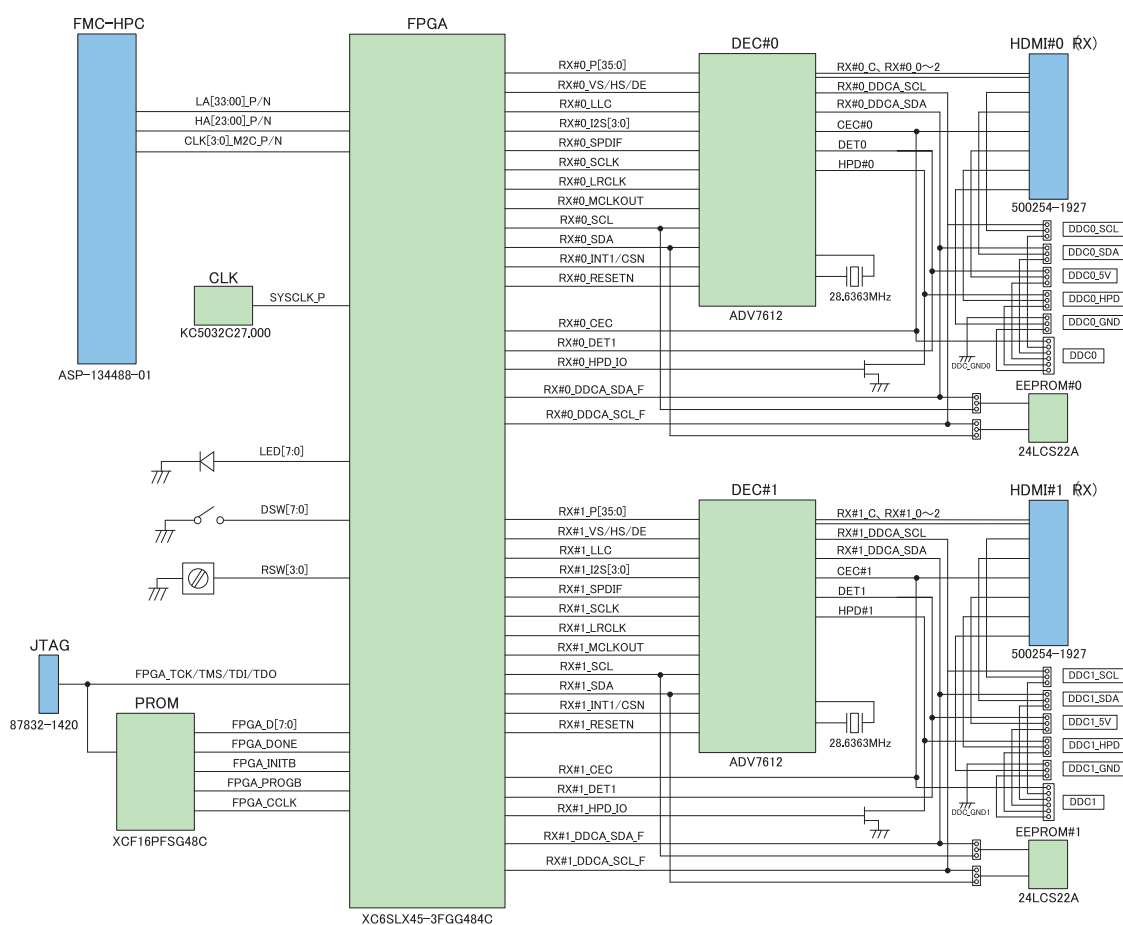 FMC-HPC
LA[33:00]_P/N
HA[23:00]_P/N
CLK[3:0]_M2C_P/N
ASP-134488-01
CLK
SYSCLK_P
KC5032C27.000
LED[7:0]
DSW[7:0]
RSW[3:0]
JTAG
FPGA_TCK/TMS/TDI/TDO
87832-1420
PROM
FPGA_D[7:0]
FPGA_DONE
FPGA_INITB
FPGA_PROGB
FPGA_CCLK
XCF16PFSG48C
FPGA
XC6SLX45-3FGG484C
RX#0_P[35:0]
RX#0_VS/HS/DE
RX#0_LLC
RX#0_I2S[3:0]
RX#0_SPDIF
RX#0_SCLK
RX#0_LRCLK
RX#0_MCLKOUT
RX#0_SCL
RX#0_SDA
RX#0_INT1/CSN
RX#0_RESETN
RX#0_CEC
RX#0_DET1
RX#0_HPD_IO
RX#0_DDCA_SDA_F
RX#0_DDCA_SCL_F
DEC#0
ADV7612
RX#0_C、RX#0_0～2
RX#0_DDCA_SCL
RX#0_DDCA_SDA
CEC#0
DET0
HPD#0
28.6363MHz
HDMI#0 (RX)
500254-1927
DDC0_SCL
DDC0_SDA
DDC0_5V
DDC0_HPD
DDC0_GND
DDC0
DDC_GND0
EEPROM#0
24LCS22A
RX#1_P[35:0]
RX#1_VS/HS/DE
RX#1_LLC
RX#1_I2S[3:0]
RX#1_SPDIF
RX#1_SCLK
RX#1_LRCLK
RX#1_MCLKOUT
RX#1_SCL
RX#1_SDA
RX#1_INT1/CSN
RX#1_RESETN
RX#1_CEC
RX#1_DET1
RX#1_HPD_IO
RX#1_DDCA_SDA_F
RX#1_DDCA_SCL_F
DEC#1
ADV7612
RX#1_C、RX#1_0～2
RX#1_DDCA_SCL
RX#1_DDCA_SDA
CEC#1
DET1
HPD#1
28.6363MHz
HDMI#1 (RX)
500254-1927
DDC1_SCL
DDC1_SDA
DDC1_5V
DDC1_HPD
DDC1_GND
DDC1
DDC_GND1
EEPROM#1
24LCS22A